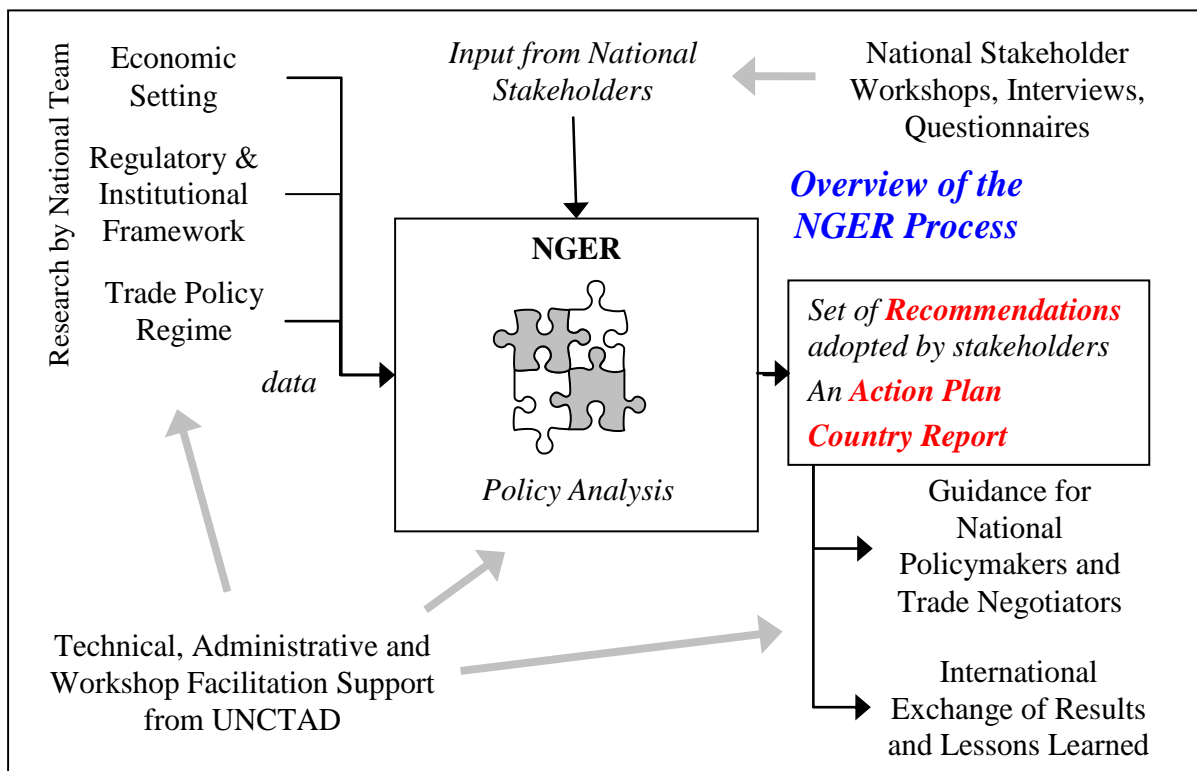 Research by National Team
Economic
Setting
Regulatory &
Institutional
Framework
Trade Policy
Regime
data
Input from National
Stakeholders
National Stakeholder
Workshops, Interviews,
Questionnaires
Overview of the
NGER Process
NGER
Policy Analysis
Set of Recommendations
adopted by stakeholders
An Action Plan
Country Report
Guidance for
National
Policymakers and
Trade Negotiators
International
Exchange of Results
and Lessons Learned
Technical, Administrative and
Workshop Facilitation Support
from UNCTAD